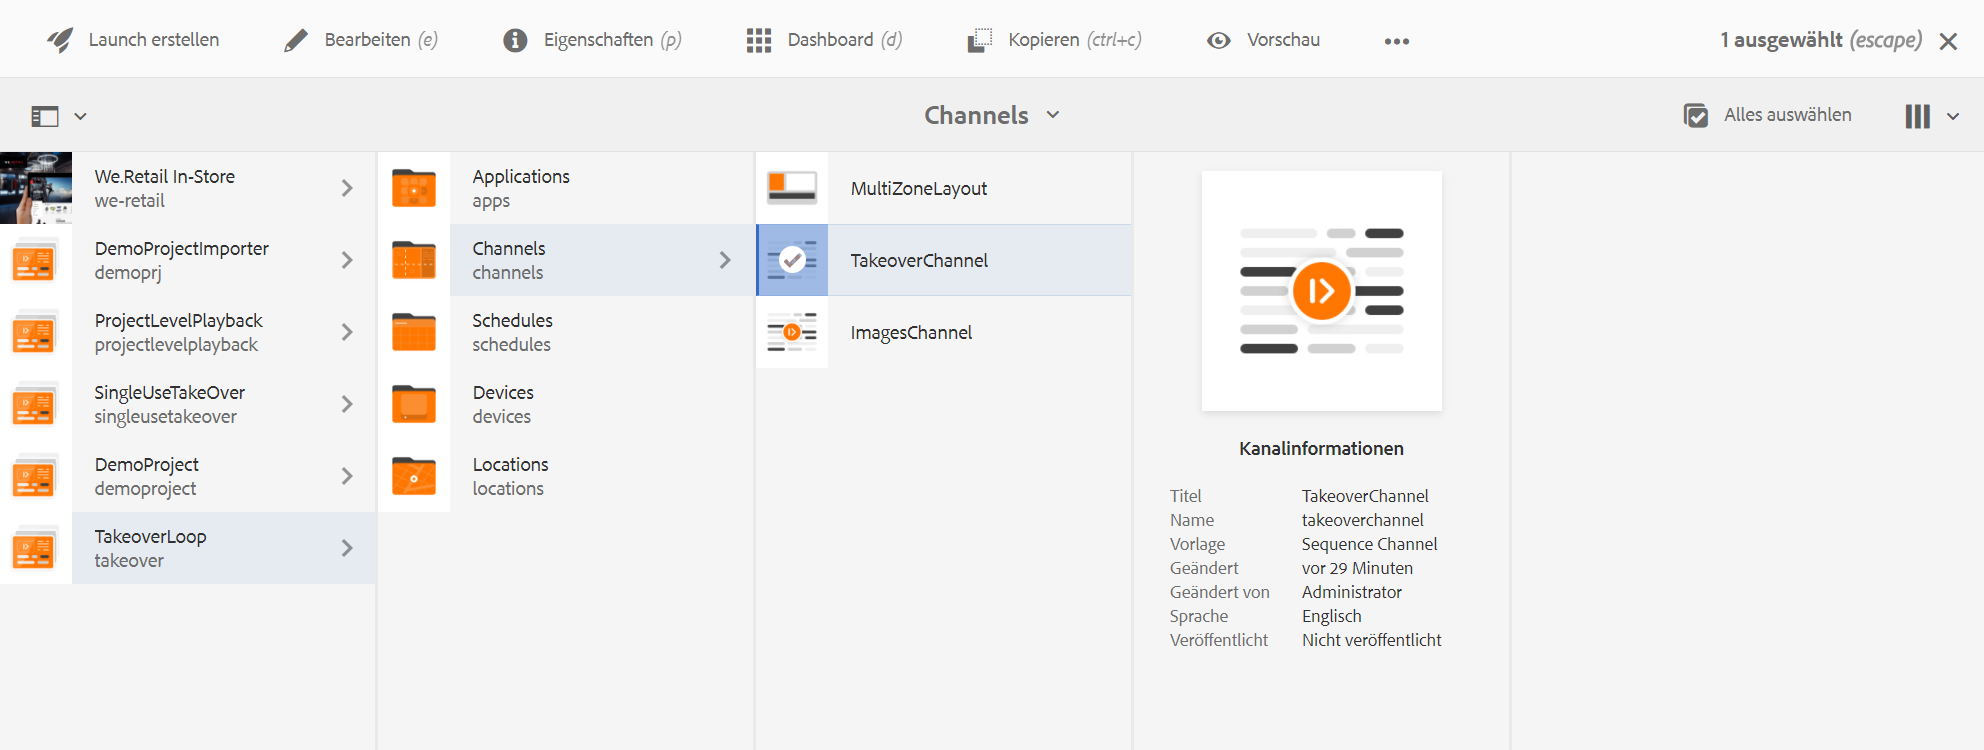 Launch erstellen
Bearbeiten (e)
Eigenschaften (p)
Dashboard (d)
Kopieren (ctrl+c)
Vorschau
1 ausgewählt (escape)
Channels
Alles auswählen
We.Retail In-Store
we-retail
DemoProjectImporter
demoprj
ProjectLevelPlayback
projectlevelplayback
SingleUseTakeOver
singleusetakeover
DemoProject
demoproject
TakeoverLoop
takeover
Applications
apps
Channels
channels
Schedules
schedules
Devices
devices
Locations
locations
MultiZoneLayout
TakeoverChannel
ImagesChannel
Kanalinformationen
Titel TakeoverChannel
Name takeoverchannel
Vorlage Sequence Channel
Geändert vor 29 Minuten
Geändert von Administrator
Sprache Englisch
Veröffentlicht Nicht veröffentlicht